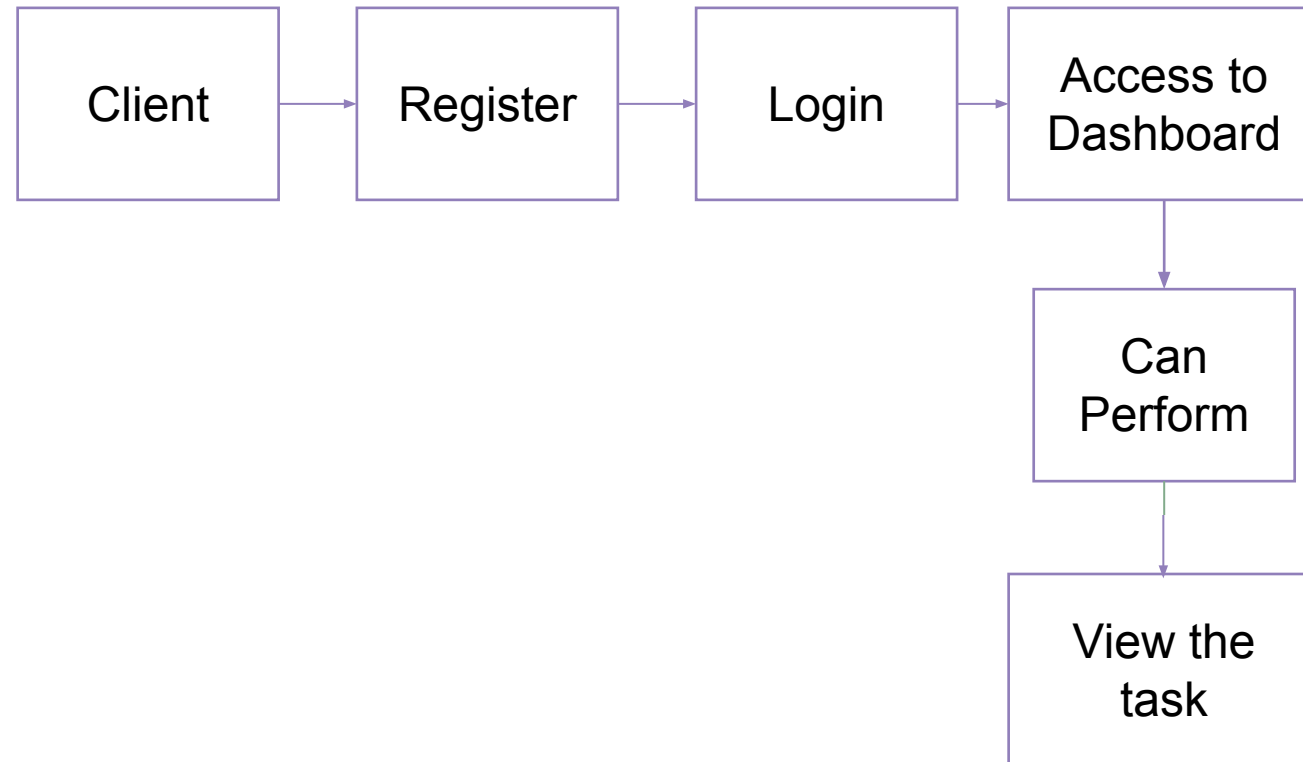 Client
Register
Login
Access to
Dashboard
Can
Perform
View the
task